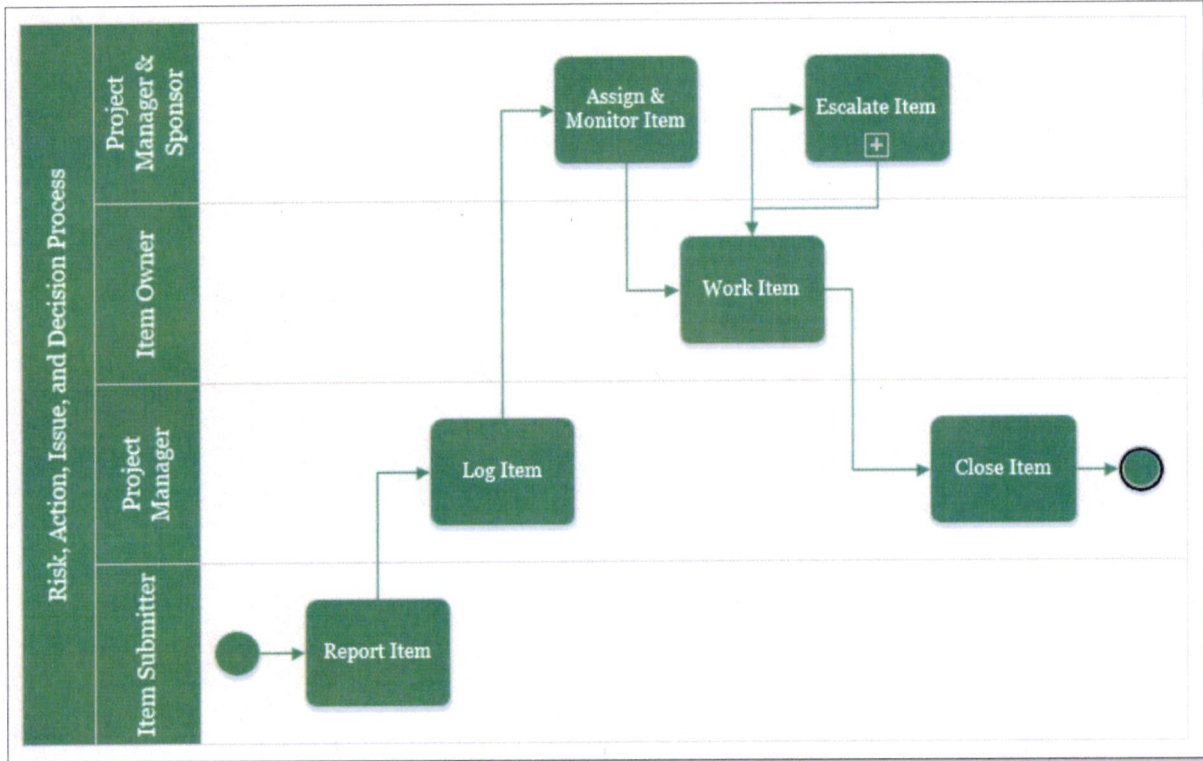 Risk, Action, Issue, and Decision Process
Project
Manager &
Sponsor
Assign &
Monitor Item
Escalate Item
Item Owner
Work Item
Project
Manager
Log Item
Close Item
Item Submitter
Report Item